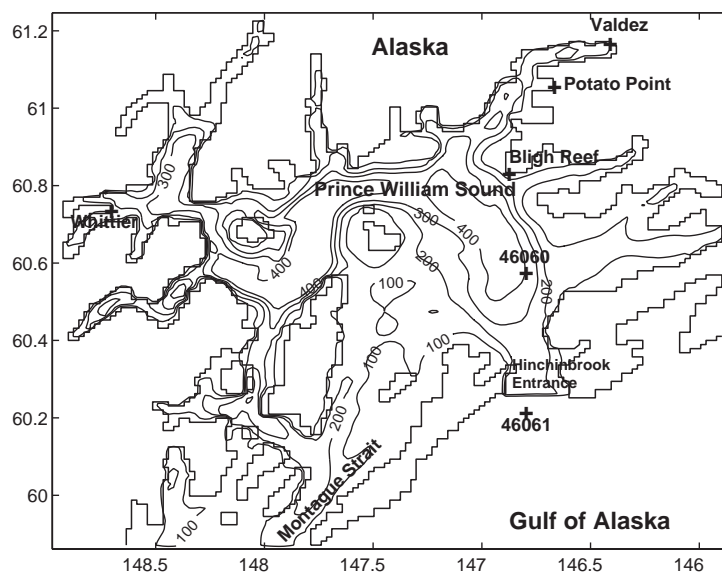 61.2
Valdez
Alaska
61
Potato Point
300
Bligh Reef
60.8
Prince William Sound
Whittier
300
400
60.6
400
400
200
46060
100
200
60.4
100
100
Hinchinbrook
Entrance
200
60.2
46061
Montague Strait
60
100
Gulf of Alaska
148.5
148
147.5
147
146.5
146